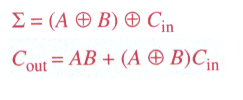 Σ = (A ⊕ B) ⊕ C_in
C_out = AB + (A ⊕ B)C_in